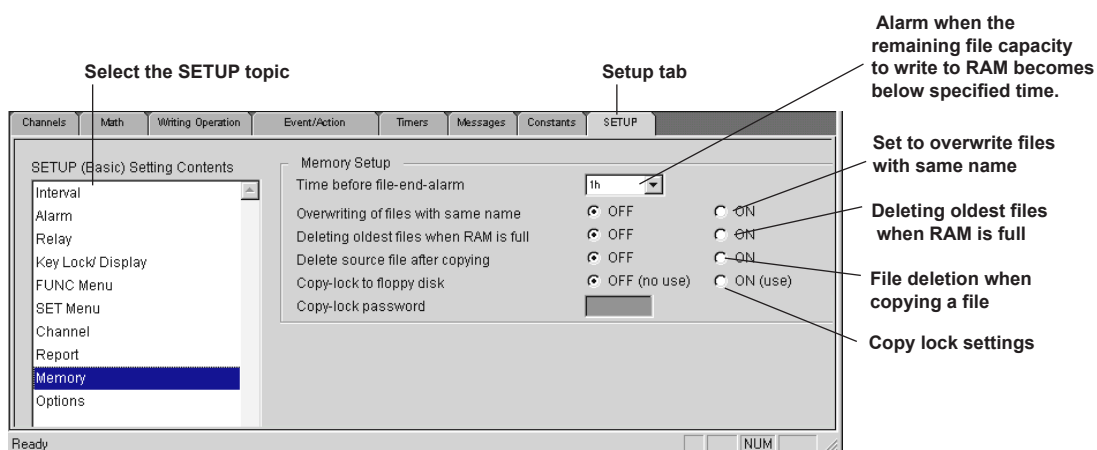 Alarm when the
remaining file capacity
to write to RAM becomes
below specified time.
Select the SETUP topic
Setup tab
Channels Math Writing Operation Event/Action Timers Messages Constants SETUP
Set to overwrite files
with same name
SETUP (Basic) Setting Contents
Interval
Alarm
Relay
Key Lock/ Display
FUNC Menu
SET Menu
Channel
Report
Memory
Options
Memory Setup
Time before file-end-alarm 1h
Overwriting of files with same name OFF ON
Deleting oldest files when RAM is full OFF ON
Delete source file after copying OFF ON
Copy-lock to floppy disk OFF (no use) ON (use)
Copy-lock password
Deleting oldest files
when RAM is full
File deletion when
copying a file
Copy lock settings
Ready NUM